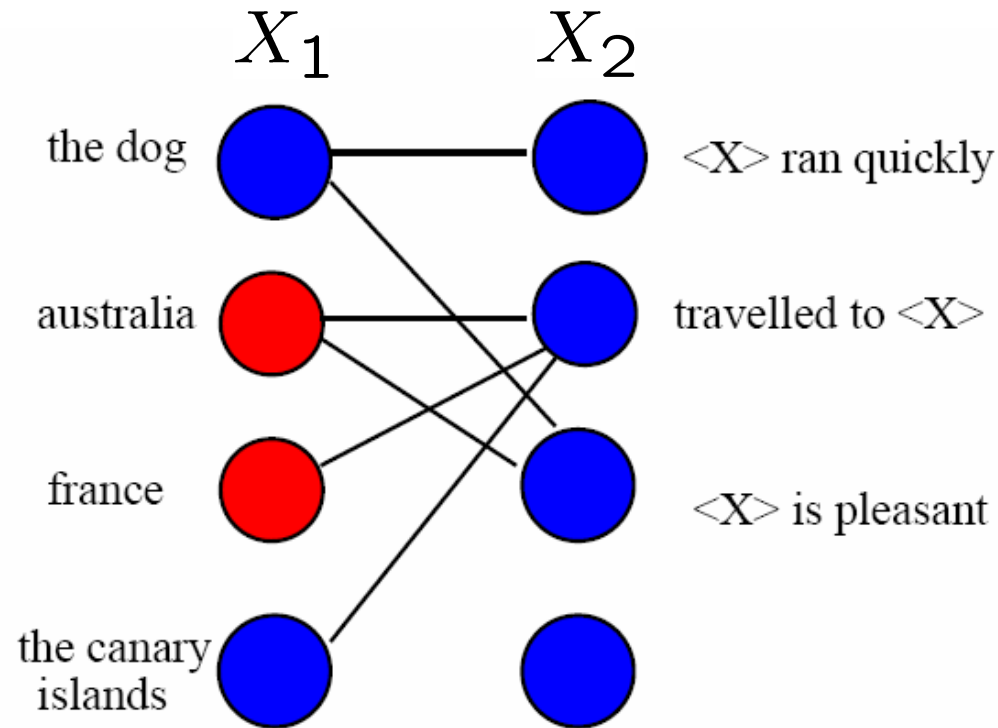 X1 X2
the dog <X> ran quickly
australia travelled to <X>
france <X> is pleasant
the canary
islands